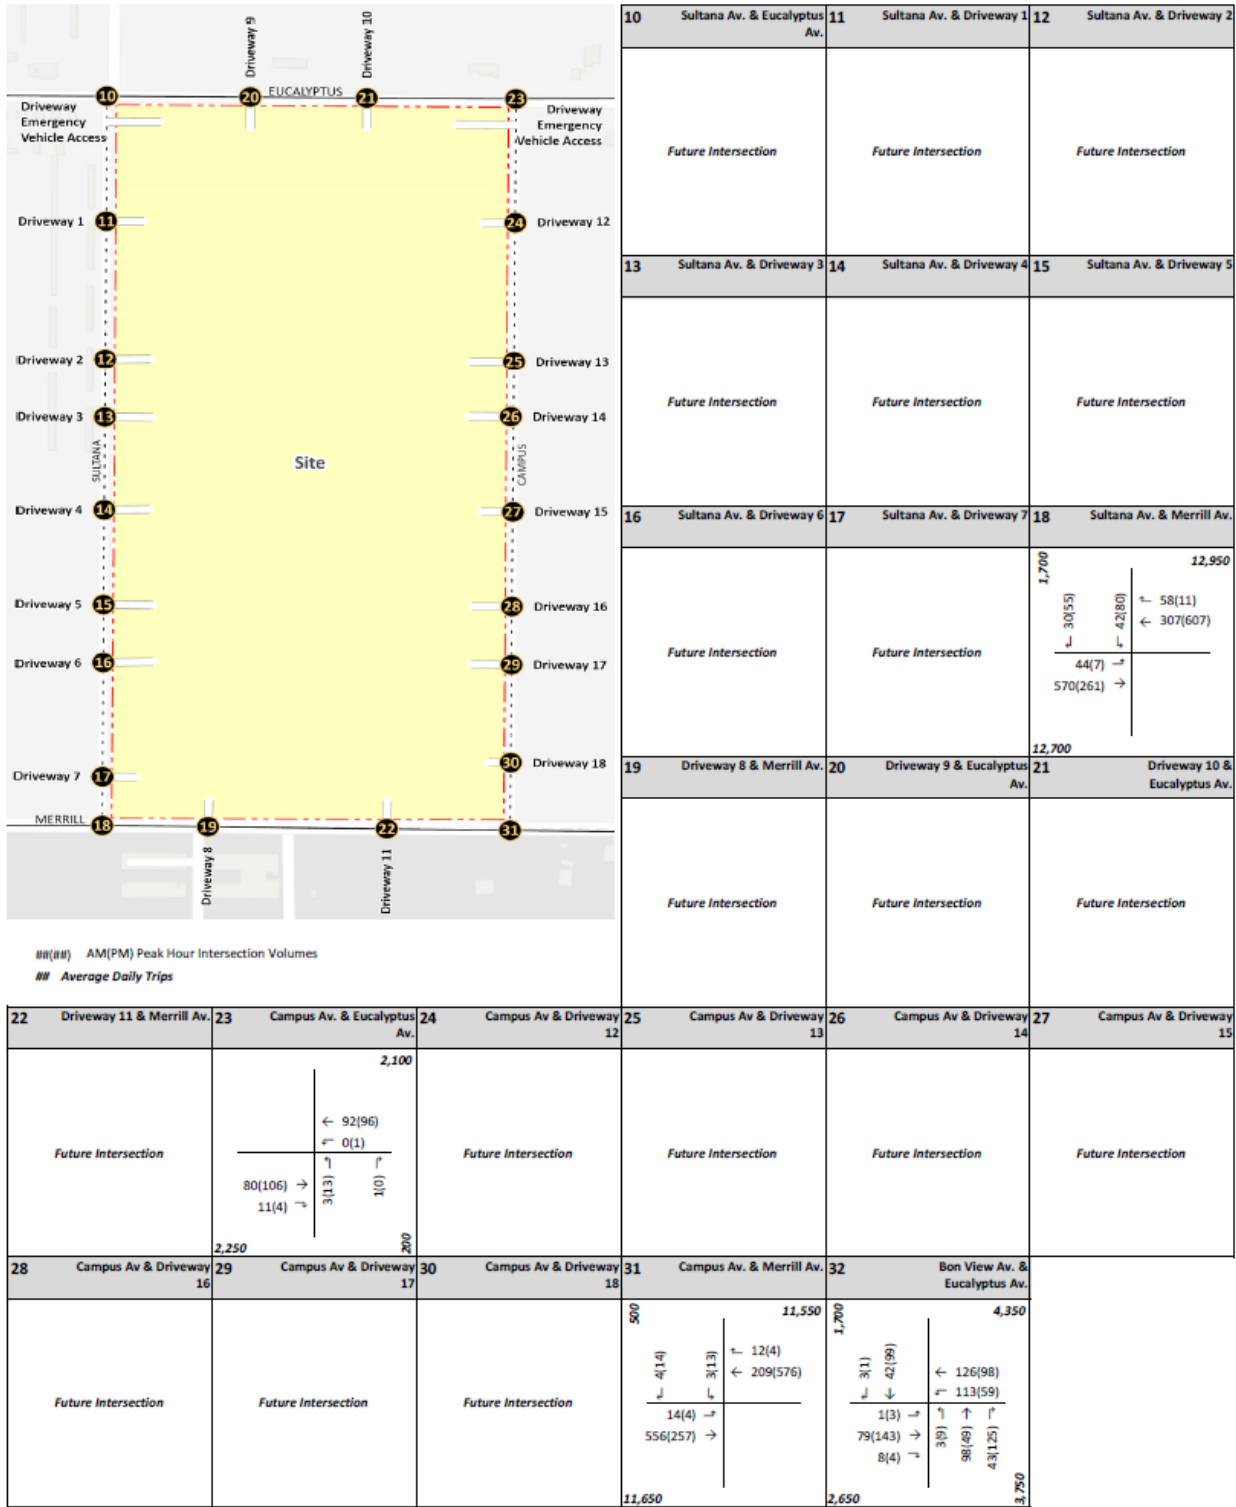 Driveway 9
Driveway 10
EUCALYPTUS
10
20
21
23
Driveway
Emergency
Vehicle Access
Driveway
Emergency
Vehicle Access
Driveway 1
11
24
Driveway 12
Driveway 2
12
25
Driveway 13
Driveway 3
13
26
Driveway 14
SULTANA
Site
CAMPUS
Driveway 4
14
27
Driveway 15
Driveway 5
15
28
Driveway 16
Driveway 6
16
29
Driveway 17
Driveway 7
17
30
Driveway 18
MERRILL
18
19
22
31
Driveway 8
Driveway 11
##(##) AM(PM) Peak Hour Intersection Volumes
## Average Daily Trips
10 Sultana Av. & Eucalyptus
Av.
Future Intersection
11 Sultana Av. & Driveway 1
Future Intersection
12 Sultana Av. & Driveway 2
Future Intersection
13 Sultana Av. & Driveway 3
Future Intersection
14 Sultana Av. & Driveway 4
Future Intersection
15 Sultana Av. & Driveway 5
Future Intersection
16 Sultana Av. & Driveway 6
Future Intersection
17 Sultana Av. & Driveway 7
Future Intersection
18 Sultana Av. & Merrill Av.
1,700
12,950
30(55)
42(80)
58(11)
307(607)
44(7)
570(261)
12,700
19 Driveway 8 & Merrill Av.
Future Intersection
20 Driveway 9 & Eucalyptus
Av.
Future Intersection
21 Driveway 10 &
Eucalyptus Av.
Future Intersection
22 Driveway 11 & Merrill Av.
Future Intersection
23 Campus Av. & Eucalyptus
Av.
2,100
92(96)
0(1)
80(106)
11(4)
3(13)
1(0)
2,250
200
24 Campus Av & Driveway
12
Future Intersection
25 Campus Av & Driveway
13
Future Intersection
26 Campus Av & Driveway
14
Future Intersection
27 Campus Av & Driveway
15
Future Intersection
28 Campus Av & Driveway
16
Future Intersection
29 Campus Av & Driveway
17
Future Intersection
30 Campus Av & Driveway
18
Future Intersection
31 Campus Av. & Merrill Av.
500
11,550
4(14)
3(13)
12(4)
209(576)
14(4)
556(257)
11,650
32 Bon View Av. &
Eucalyptus Av.
1,700
4,350
3(1)
42(99)
126(98)
113(59)
1(3)
79(143)
8(4)
3(9)
98(49)
43(125)
2,650
3,750